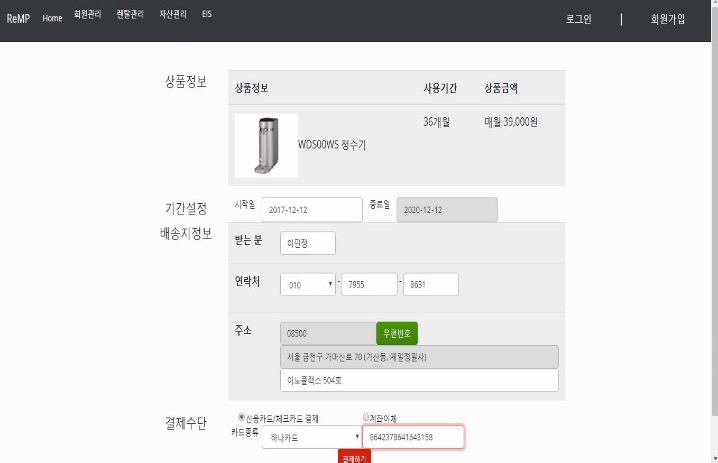 ReMP Home 회원관리 렌탈관리 자산관리 EIS 로그인 | 회원가입
상품정보 상품정보 사용기간 상품금액
WDS00WS 정수기 36개월 매월 39,000원
기간설정 시작일 2017-12-12 종료일 2020-12-12
배송지정보 받는 분 이민정
연락처 010 - 7955 - 8631
주소 08500 우편번호
서울 금천구 가마산로 70 (가산동, 제일정밀사)
이노플랙스 504호
결제수단 신용카드/체크카드 결제 계좌이체
카드종류 하나카드 8642378641643158
결제하기